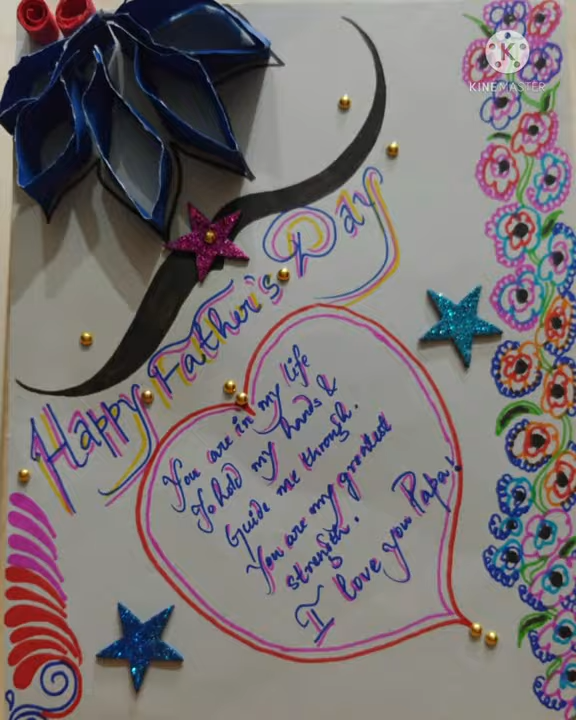 KINEMASTER
Happy Father's Day
You are in my life
To hold my hands &
Guide me through.
You are my greatest
strength.
I love you Papa!